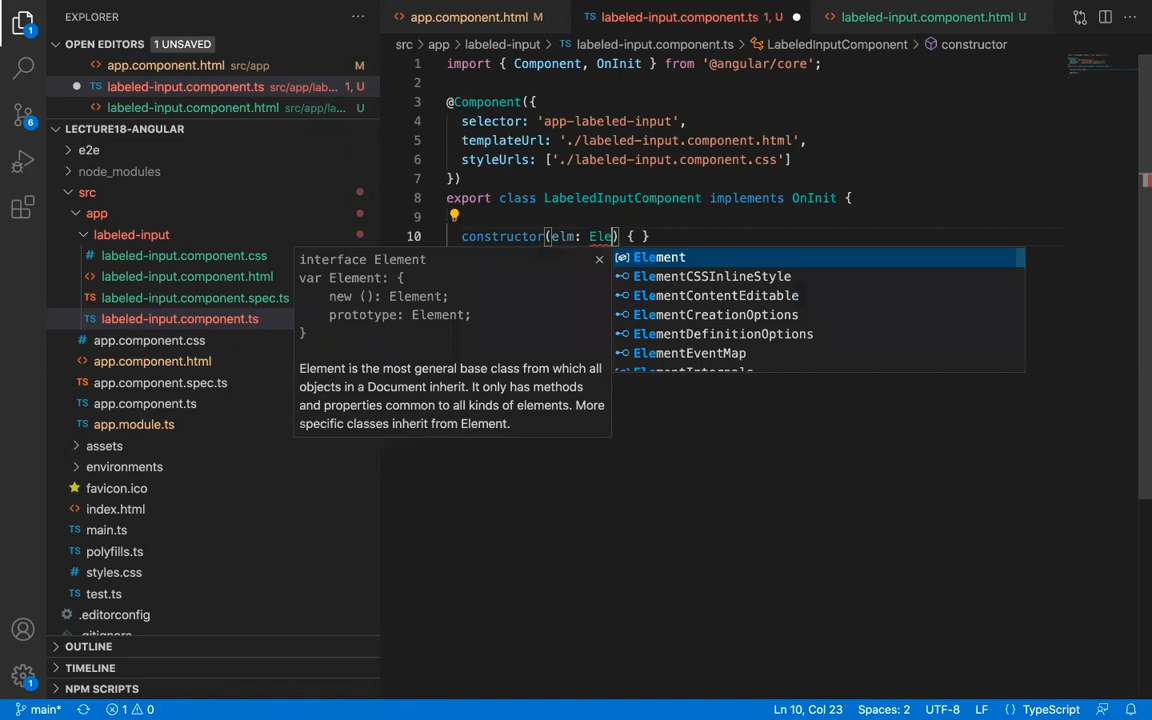 EXPLORER
OPEN EDITORS 1 UNSAVED
app.component.html src/app M
labeled-input.component.ts src/app/lab... 1, U
labeled-input.component.html src/app/la... U
LECTURE18-ANGULAR
e2e
node_modules
src
app
labeled-input
labeled-input.component.css U
labeled-input.component.html U
labeled-input.component.spec.ts
labeled-input.component.ts
app.component.css
app.component.html
app.component.spec.ts
app.component.ts
app.module.ts
assets
environments
favicon.ico
index.html
main.ts
polyfills.ts
styles.css
test.ts
.editorconfig
.gitignore
OUTLINE
TIMELINE
NPM SCRIPTS
app.component.html M
labeled-input.component.ts 1, U
labeled-input.component.html U
src > app > labeled-input > TS labeled-input.component.ts > LabeledInputComponent > constructor
1 import { Component, OnInit } from '@angular/core';
2
3 @Component({
4 selector: 'app-labeled-input',
5 templateUrl: './labeled-input.component.html',
6 styleUrls: ['./labeled-input.component.css']
7 })
8 export class LabeledInputComponent implements OnInit {
9
10 constructor(elm: Ele) { }
interface Element
var Element: {
new (): Element;
prototype: Element;
}
Element is the most general base class from which all
objects in a Document inherit. It only has methods
and properties common to all kinds of elements. More
specific classes inherit from Element.
Element
ElementCSSInlineStyle
ElementContentEditable
ElementCreationOptions
ElementDefinitionOptions
ElementEventMap
ElementInternals
main* 1 0 Ln 10, Col 23 Spaces: 2 UTF-8 LF TypeScript